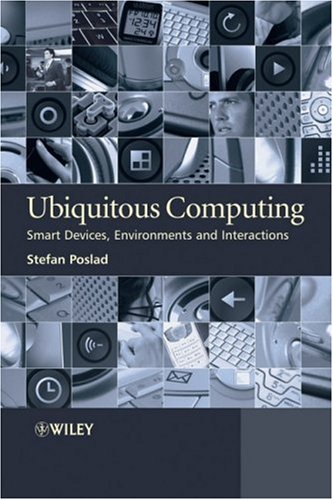 Ubiquitous Computing
Smart Devices, Environments and Interactions
Stefan Poslad
WILEY